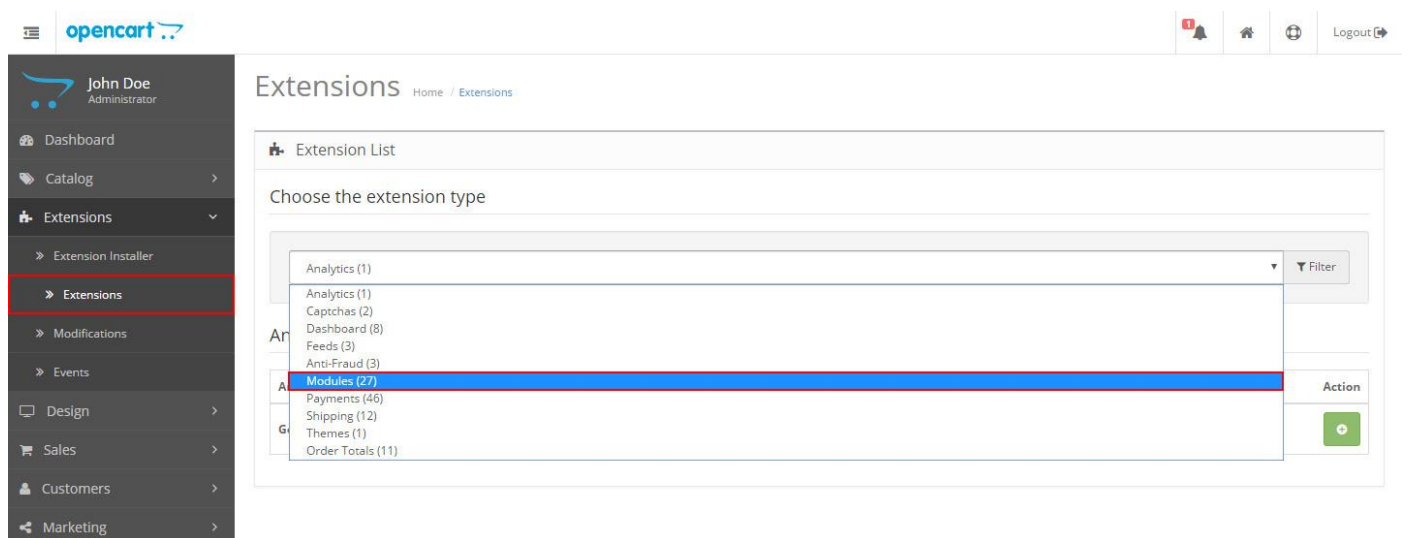 opencart
1
Logout
John Doe
Administrator
Dashboard
Catalog
Extensions
Extension Installer
Extensions
Modifications
Events
Design
Sales
Customers
Marketing
Extensions Home / Extensions
Extension List
Choose the extension type
Analytics (1)
Filter
Analytics (1)
Captchas (2)
Dashboard (8)
Feeds (3)
Anti-Fraud (3)
Modules (27)
Payments (46)
Shipping (12)
Themes (1)
Order Totals (11)
Action